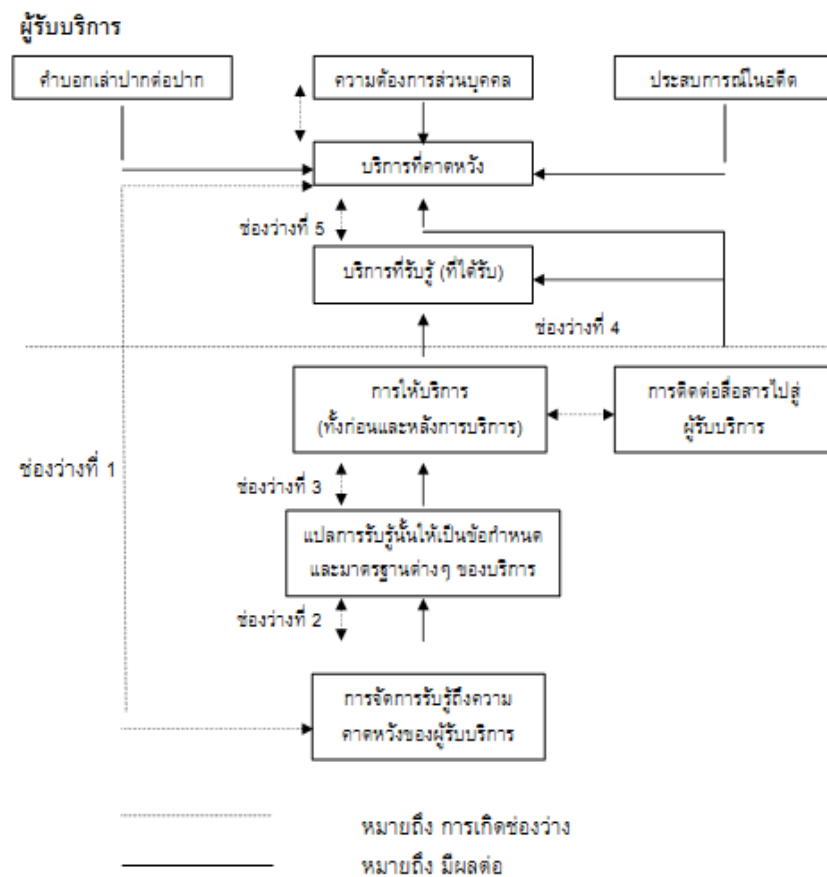 ผู้รับบริการ
คำบอกเล่าปากต่อปาก
ความต้องการส่วนบุคคล
ประสบการณ์ในอดีต
บริการที่คาดหวัง
ช่องว่างที่ 5
บริการที่รับรู้ (ที่ได้รับ)
ช่องว่างที่ 4
การให้บริการ
(ทั้งก่อนและหลังการบริการ)
การติดต่อสื่อสารไปสู่
ผู้รับบริการ
ช่องว่างที่ 1
ช่องว่างที่ 3
แปลการรับรู้นั้นให้เป็นข้อกำหนด
และมาตรฐานต่างๆ ของบริการ
ช่องว่างที่ 2
การจัดการรับรู้ถึงความ
คาดหวังของผู้รับบริการ
หมายถึง การเกิดช่องว่าง
หมายถึง มีผลต่อ